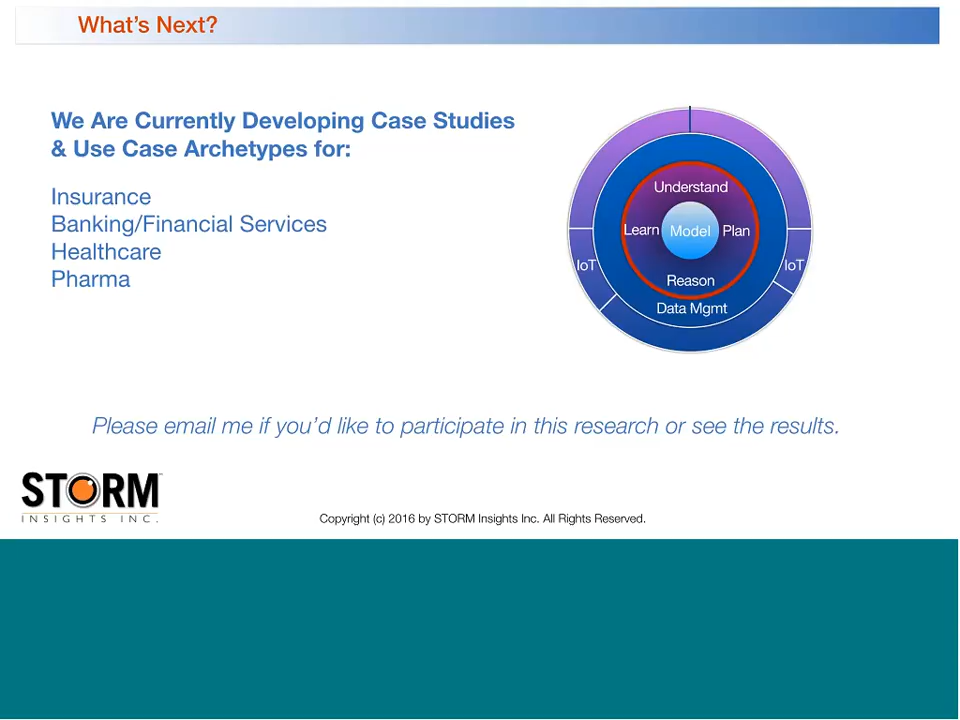 What's Next?
We Are Currently Developing Case Studies
& Use Case Archetypes for:
Insurance
Banking/Financial Services
Healthcare
Pharma
Understand
Learn
Model
Plan
IoT
IoT
Reason
Data Mgmt
Please email me if you'd like to participate in this research or see the results.
STORM
INSIGHTS INC.
Copyright (c) 2016 by STORM Insights Inc. All Rights Reserved.